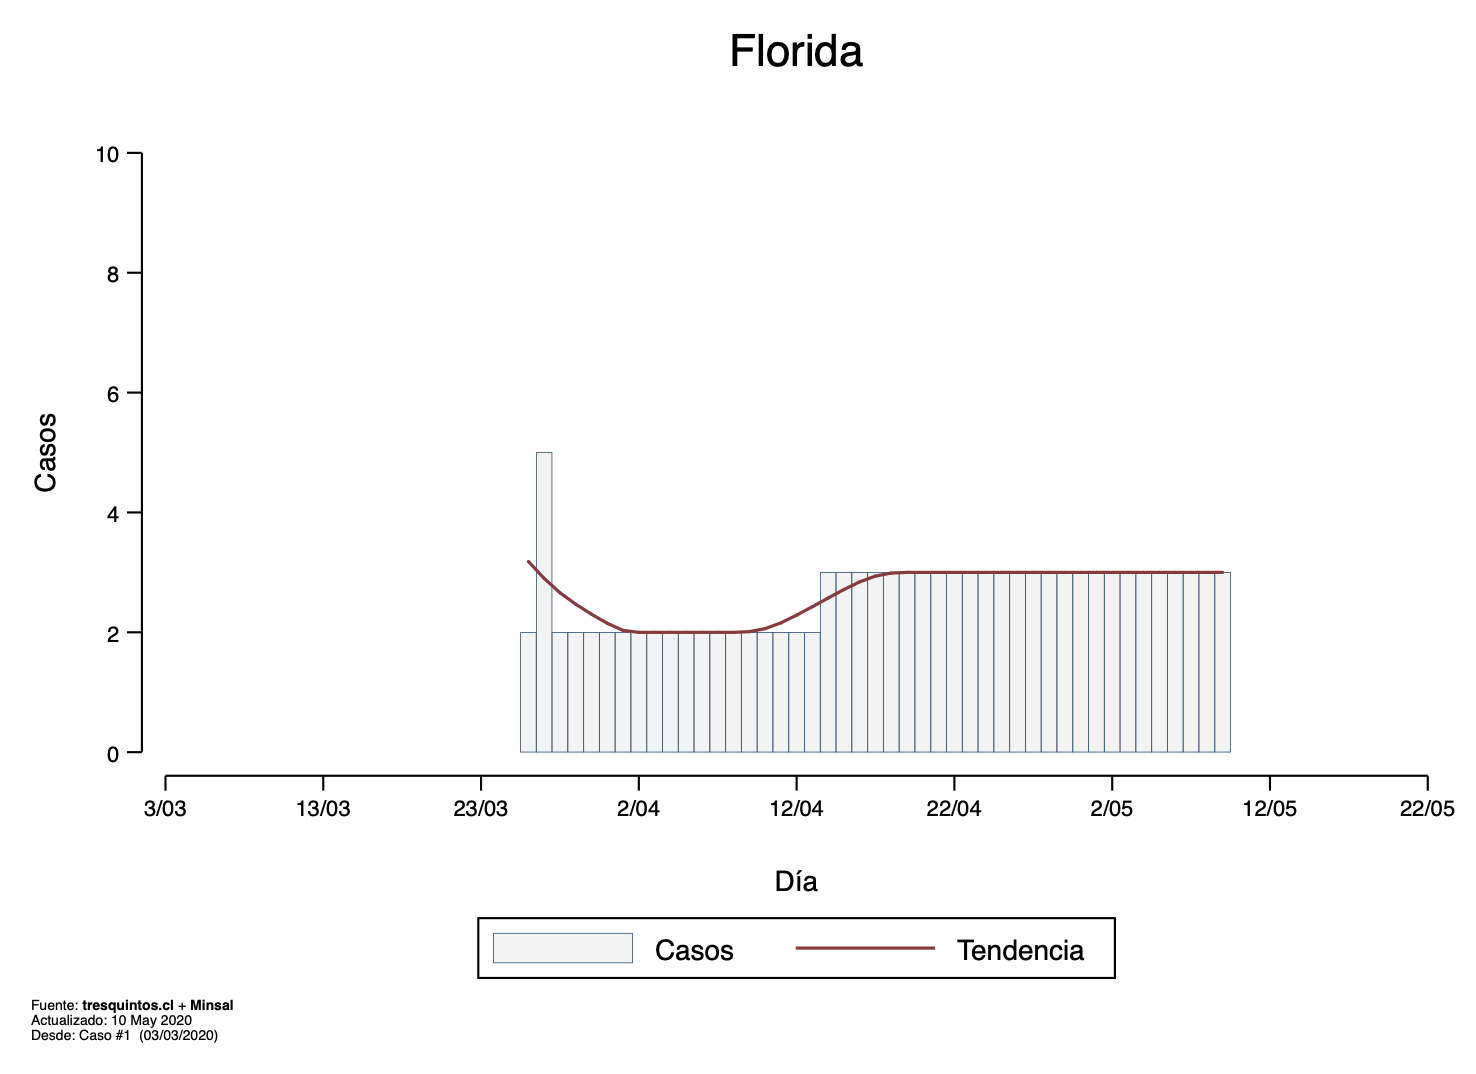 Florida
10
8
6
4
2
0
Casos
3/03 13/03 23/03 2/04 12/04 22/04 2/05 12/05 22/05
Día
Casos Tendencia
Fuente: tresquintos.cl + Minsal
Actualizado: 10 May 2020
Desde: Caso #1 (03/03/2020)